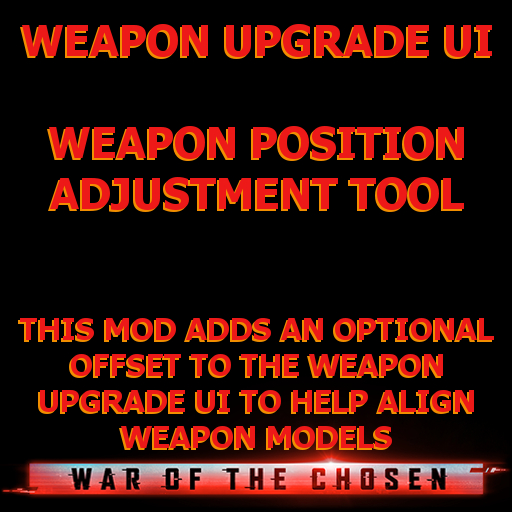 WEAPON UPGRADE UI
WEAPON POSITION
ADJUSTMENT TOOL
THIS MOD ADDS AN OPTIONAL
OFFSET TO THE WEAPON
UPGRADE UI TO HELP ALIGN
WEAPON MODELS
WAR OF THE CHOSEN